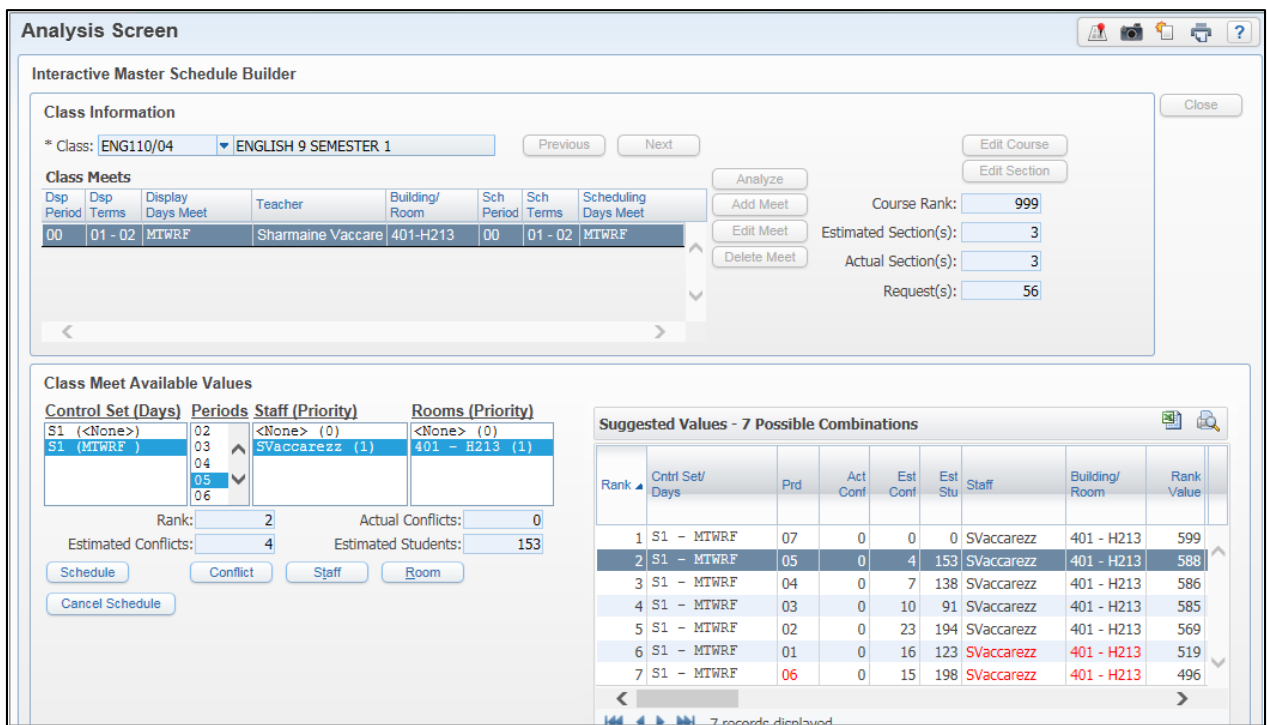 Analysis Screen
?
Interactive Master Schedule Builder
Class Information
Close
* Class: ENG110/04 ENGLISH 9 SEMESTER 1 Previous Next Edit Course
Edit Section
Class Meets
Analyze
Dsp Period Dsp Terms Display Days Meet Teacher Building/ Room Sch Period Sch Terms Scheduling Days Meet
Add Meet Course Rank: 999
00 01 - 02 MTWRF Sharmaine Vaccare 401-H213 00 01 - 02 MTWRF
Edit Meet Estimated Section(s): 3
Delete Meet Actual Section(s): 3
Request(s): 56
Class Meet Available Values
Control Set (Days) Periods Staff (Priority) Rooms (Priority)
S1 (<None>) 02 <None> (0) <None> (0)
S1 (MTWRF ) 03 SVaccarezz (1) 401 - H213 (1)
04
05
06
Rank: 2 Actual Conflicts: 0
Estimated Conflicts: 4 Estimated Students: 153
Schedule Conflict Staff Room
Cancel Schedule
Suggested Values - 7 Possible Combinations
Rank Cntrl Set/ Days Prd Act Conf Est Conf Est Stu Staff Building/ Room Rank Value
1 S1 - MTWRF 07 0 0 0 SVaccarezz 401 - H213 599
2 S1 - MTWRF 05 0 4 153 SVaccarezz 401 - H213 588
3 S1 - MTWRF 04 0 7 138 SVaccarezz 401 - H213 586
4 S1 - MTWRF 03 0 10 91 SVaccarezz 401 - H213 585
5 S1 - MTWRF 02 0 23 194 SVaccarezz 401 - H213 569
6 S1 - MTWRF 01 0 16 123 SVaccarezz 401 - H213 519
7 S1 - MTWRF 06 0 15 198 SVaccarezz 401 - H213 496
7 records displayed